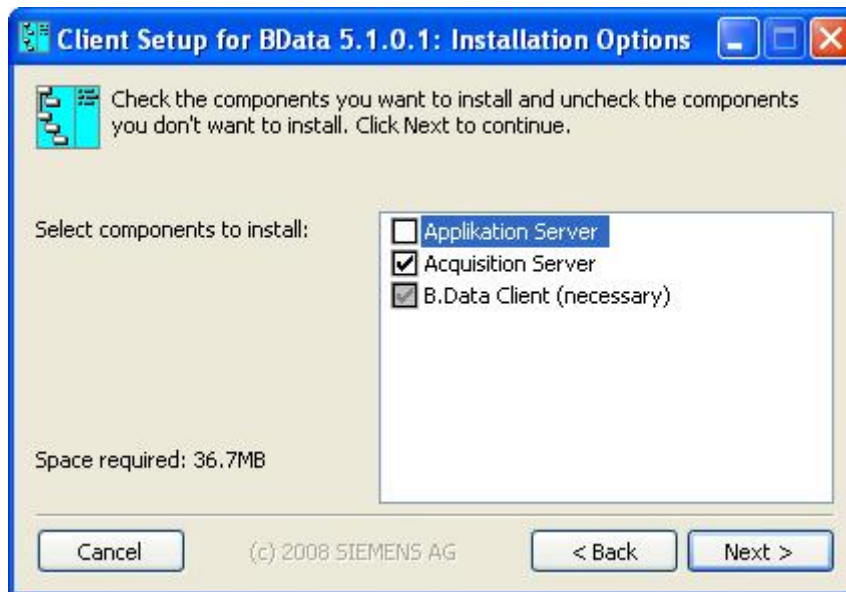 Client Setup for BData 5.1.0.1: Installation Options
Check the components you want to install and uncheck the components
you don't want to install. Click Next to continue.
Select components to install:
Applikation Server
Acquisition Server
B.Data Client (necessary)
Space required: 36.7MB
Cancel
(c) 2008 SIEMENS AG
< Back
Next >